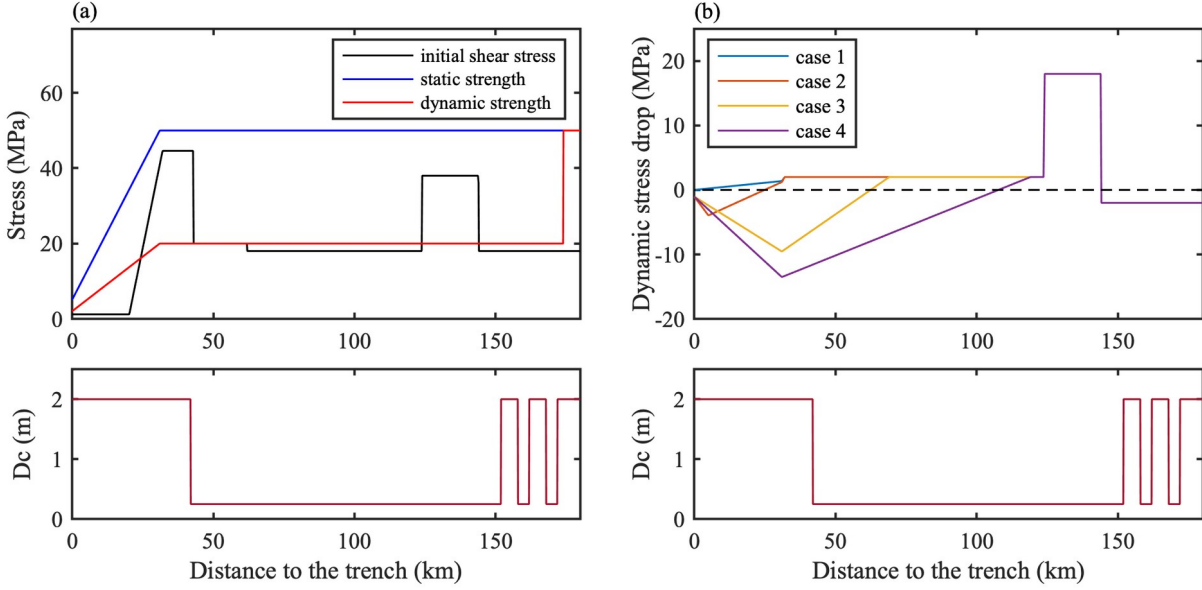 (a)
initial shear stress
static strength
dynamic strength
Stress (MPa)
60
40
20
0
0 50 100 150
Dc (m)
2
1
0
0 50 100 150
Distance to the trench (km)
(b)
case 1
case 2
case 3
case 4
Dynamic stress drop (MPa)
20
10
0
-10
-20
0 50 100 150
Dc (m)
2
1
0
0 50 100 150
Distance to the trench (km)